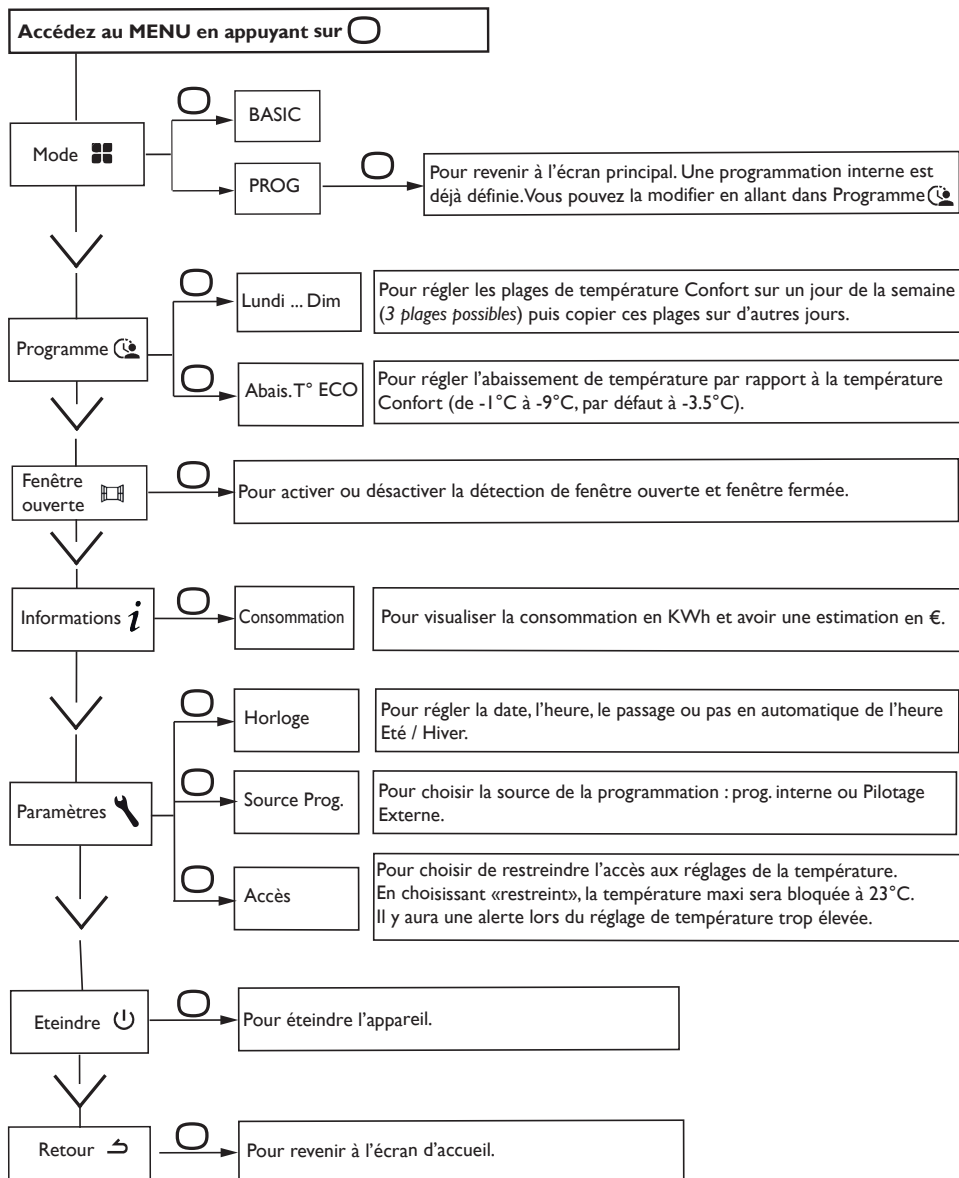 Accédez au MENU en appuyant sur
Mode
BASIC
PROG
Pour revenir à l'écran principal. Une programmation interne est
déjà définie. Vous pouvez la modifier en allant dans Programme
Programme
Lundi ... Dim
Pour régler les plages de température Confort sur un jour de la semaine
(3 plages possibles) puis copier ces plages sur d'autres jours.
Abais. T° ECO
Pour régler l'abaissement de température par rapport à la température
Confort (de -1°C à -9°C, par défaut à -3.5°C).
Fenêtre
ouverte
Pour activer ou désactiver la détection de fenêtre ouverte et fenêtre fermée.
Informations i
Consommation
Pour visualiser la consommation en KWh et avoir une estimation en €.
Paramètres
Horloge
Pour régler la date, l'heure, le passage ou pas en automatique de l'heure
Eté / Hiver.
Source Prog.
Pour choisir la source de la programmation : prog. interne ou Pilotage
Externe.
Accès
Pour choisir de restreindre l'accès aux réglages de la température.
En choisissant «restreint», la température maxi sera bloquée à 23°C.
Il y aura une alerte lors du réglage de température trop élevée.
Eteindre
Pour éteindre l'appareil.
Retour
Pour revenir à l'écran d'accueil.